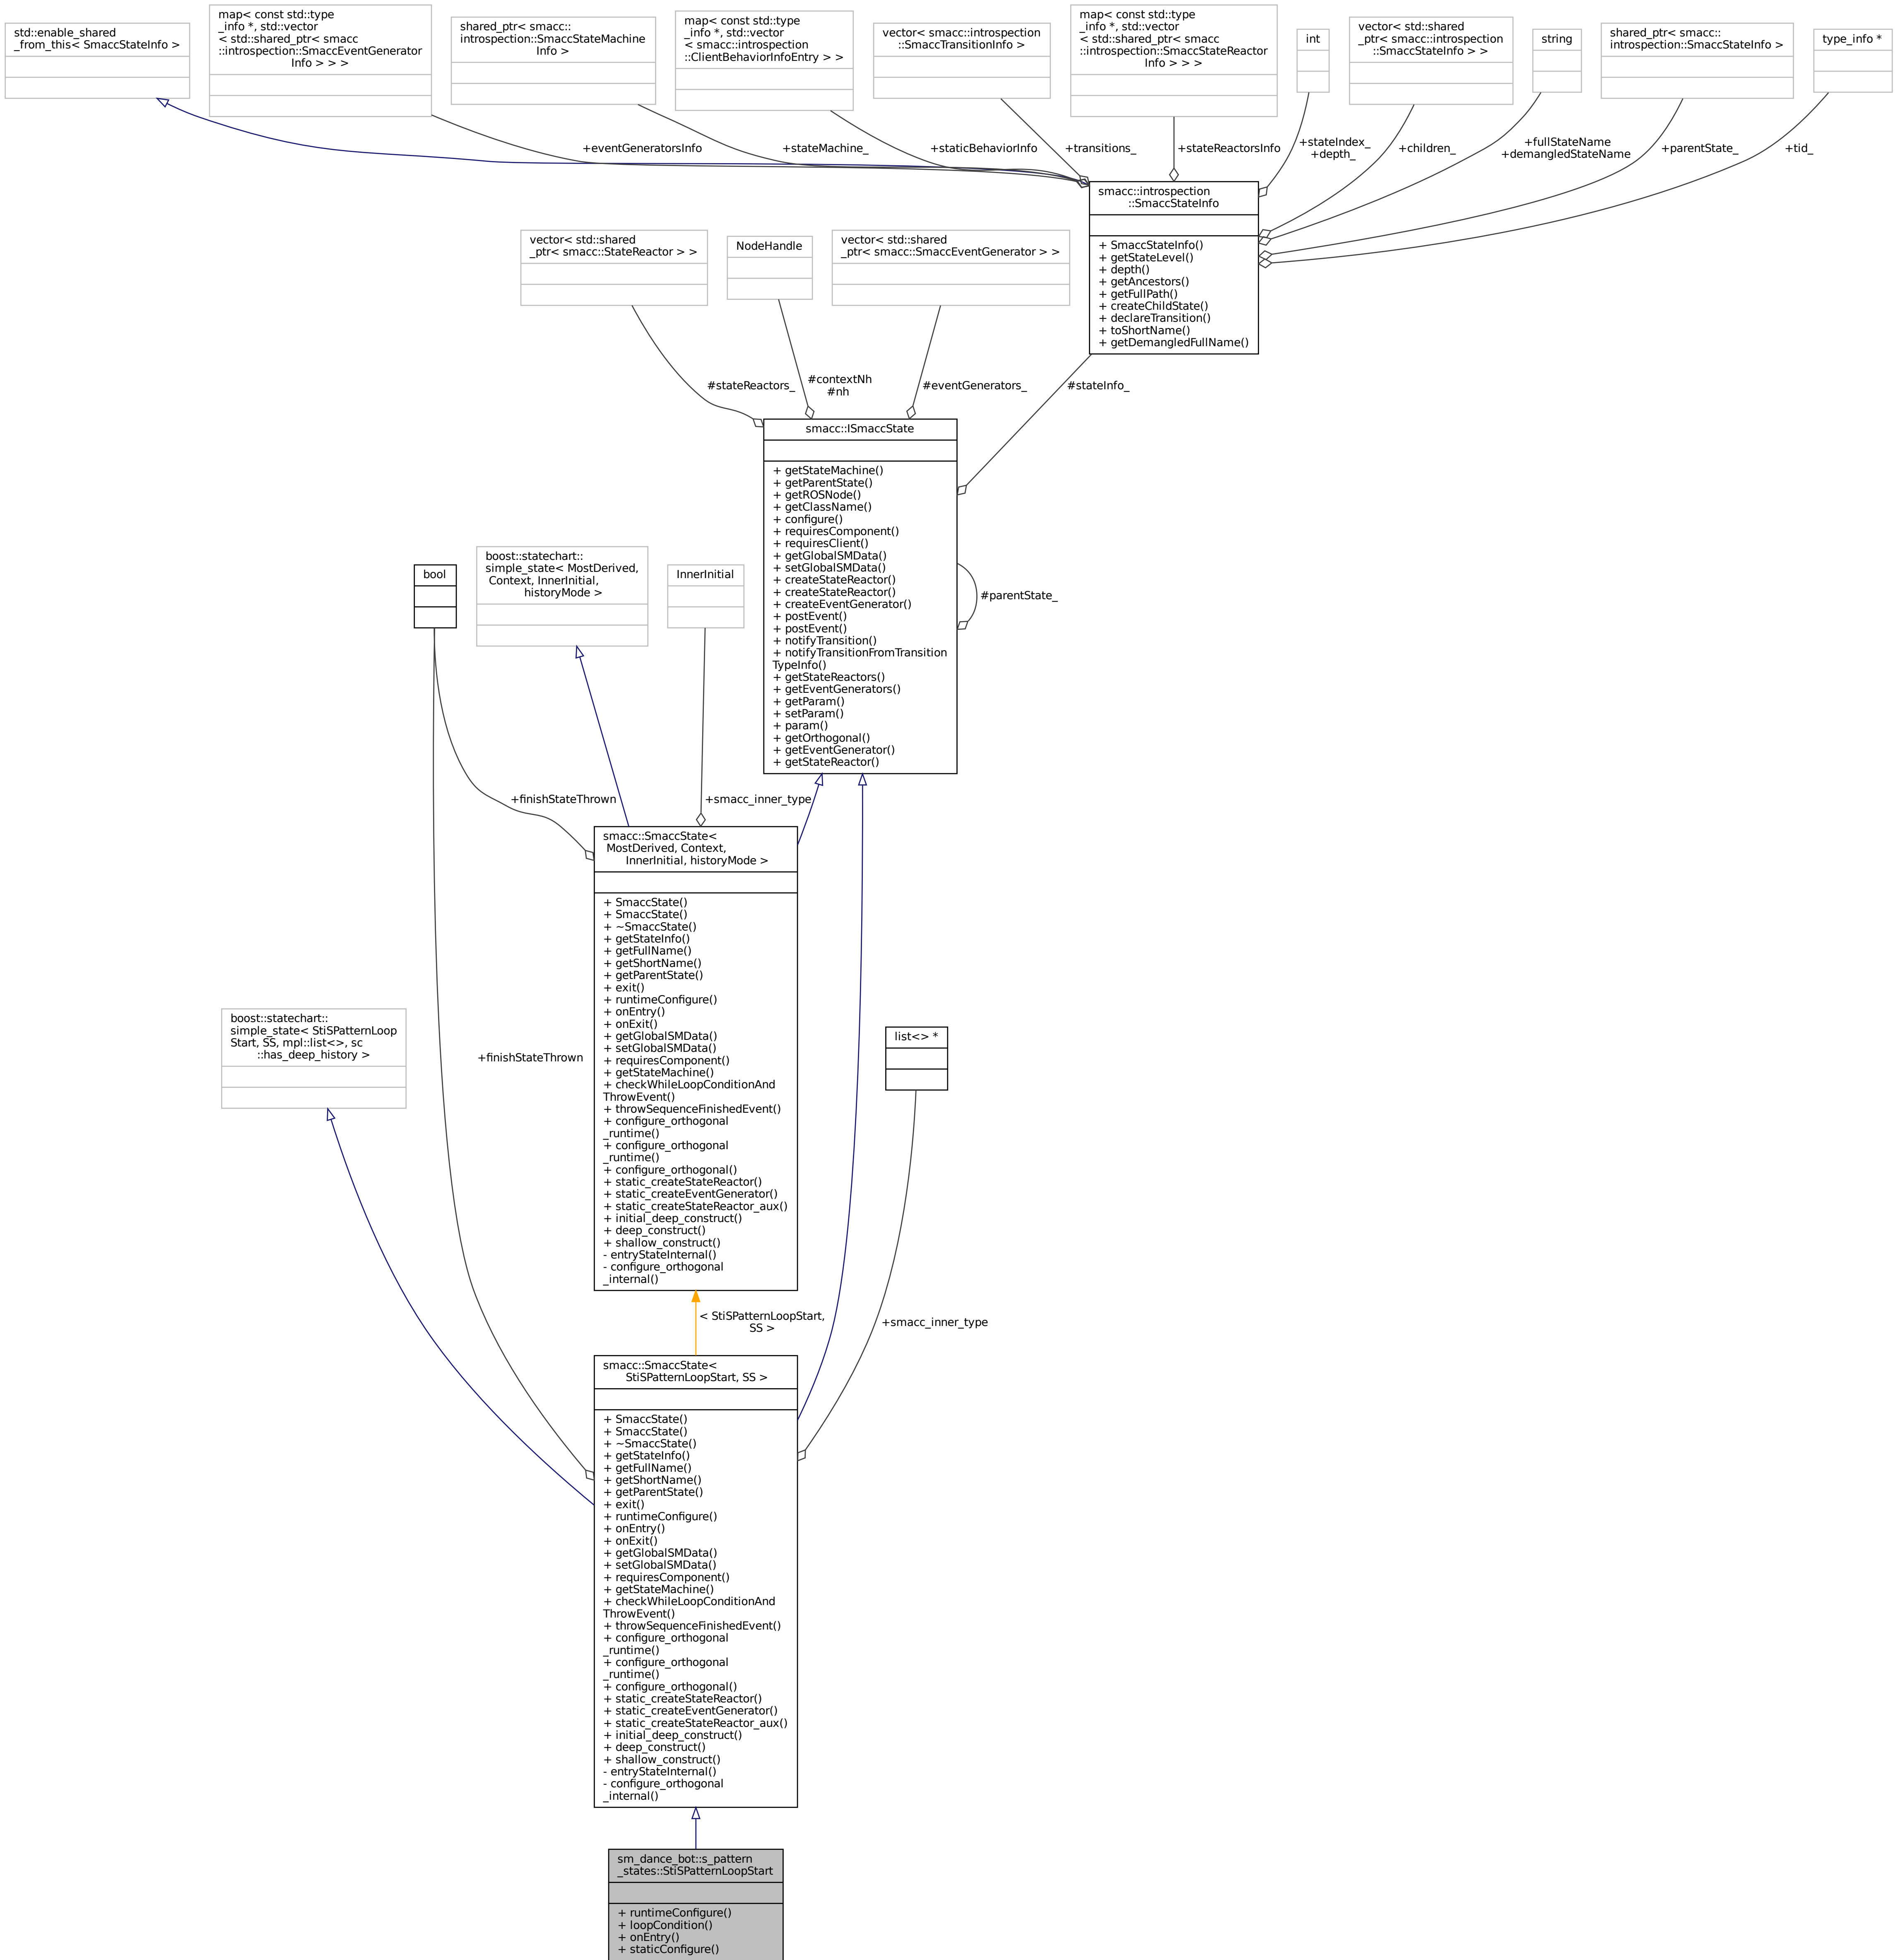 std::enable_shared
_from_this< SmaccStateInfo >
map< const std::type
_info *, std::vector
< std::shared_ptr< smacc
::introspection::SmaccEventGenerator
Info > > >
shared_ptr< smacc::
introspection::SmaccStateMachine
Info >
map< const std::type
_info *, std::vector
< smacc::introspection
::ClientBehaviorInfoEntry > >
vector< smacc::introspection
::SmaccTransitionInfo >
map< const std::type
_info *, std::vector
< std::shared_ptr< smacc
::introspection::SmaccStateReactor
Info > > >
int
vector< std::shared
_ptr< smacc::introspection
::SmaccStateInfo > >
string
shared_ptr< smacc::
introspection::SmaccStateInfo >
type_info *
+eventGeneratorsInfo
+stateMachine_
+staticBehaviorInfo
+transitions_
+stateReactorsInfo
+stateIndex_
+depth_
+children_
+fullStateName
+demangledStateName
+parentState_
+tid_
smacc::introspection
::SmaccStateInfo
+ SmaccStateInfo()
+ getStateLevel()
+ depth()
+ getAncestors()
+ getFullPath()
+ createChildState()
+ declareTransition()
+ toShortName()
+ getDemangledFullName()
vector< std::shared
_ptr< smacc::StateReactor > >
NodeHandle
vector< std::shared
_ptr< smacc::SmaccEventGenerator > >
#stateReactors_
#contextNh
#nh
#eventGenerators_
#stateInfo_
smacc::ISmaccState
+ getStateMachine()
+ getParentState()
+ getROSNode()
+ getClassName()
+ configure()
+ requiresComponent()
+ requiresClient()
+ getGlobalSMData()
+ setGlobalSMData()
+ createStateReactor()
+ createStateReactor()
+ createEventGenerator()
+ postEvent()
+ postEvent()
+ notifyTransition()
+ notifyTransitionFromTransition
TypeInfo()
+ getStateReactors()
+ getEventGenerators()
+ getParam()
+ setParam()
+ param()
+ getOrthogonal()
+ getEventGenerator()
+ getStateReactor()
#parentState_
bool
boost::statechart::
simple_state< MostDerived,
Context, InnerInitial,
historyMode >
InnerInitial
+finishStateThrown
+smacc_inner_type
smacc::SmaccState<
MostDerived, Context,
InnerInitial, historyMode >
+ SmaccState()
+ SmaccState()
+ ~SmaccState()
+ getStateInfo()
+ getFullName()
+ getShortName()
+ getParentState()
+ exit()
+ runtimeConfigure()
+ onEntry()
+ onExit()
+ getGlobalSMData()
+ setGlobalSMData()
+ requiresComponent()
+ getStateMachine()
+ checkWhileLoopConditionAnd
ThrowEvent()
+ throwSequenceFinishedEvent()
+ configure_orthogonal
_runtime()
+ configure_orthogonal
_runtime()
+ configure_orthogonal()
+ static_createStateReactor()
+ static_createEventGenerator()
+ static_createStateReactor_aux()
+ initial_deep_construct()
+ deep_construct()
+ shallow_construct()
- entryStateInternal()
- configure_orthogonal
_internal()
boost::statechart::
simple_state< StiSPatternLoop
Start, SS, mpl::list<>, sc
::has_deep_history >
+finishStateThrown
list<> *
< StiSPatternLoopStart,
SS >
+smacc_inner_type
smacc::SmaccState<
StiSPatternLoopStart, SS >
+ SmaccState()
+ SmaccState()
+ ~SmaccState()
+ getStateInfo()
+ getFullName()
+ getShortName()
+ getParentState()
+ exit()
+ runtimeConfigure()
+ onEntry()
+ onExit()
+ getGlobalSMData()
+ setGlobalSMData()
+ requiresComponent()
+ getStateMachine()
+ checkWhileLoopConditionAnd
ThrowEvent()
+ throwSequenceFinishedEvent()
+ configure_orthogonal
_runtime()
+ configure_orthogonal
_runtime()
+ configure_orthogonal()
+ static_createStateReactor()
+ static_createEventGenerator()
+ static_createStateReactor_aux()
+ initial_deep_construct()
+ deep_construct()
+ shallow_construct()
- entryStateInternal()
- configure_orthogonal
_internal()
sm_dance_bot::s_pattern
_states::StiSPatternLoopStart
+ runtimeConfigure()
+ loopCondition()
+ onEntry()
+ staticConfigure()